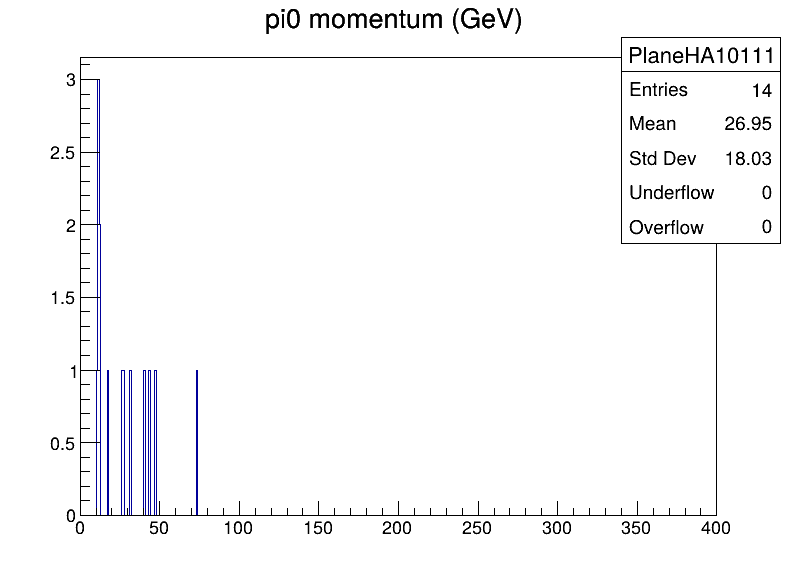 pi0 momentum (GeV)
PlaneHA10111
Entries 14
Mean 26.95
Std Dev 18.03
Underflow 0
Overflow 0
3
2.5
2
1.5
1
0.5
0
0 50 100 150 200 250 300 350 400